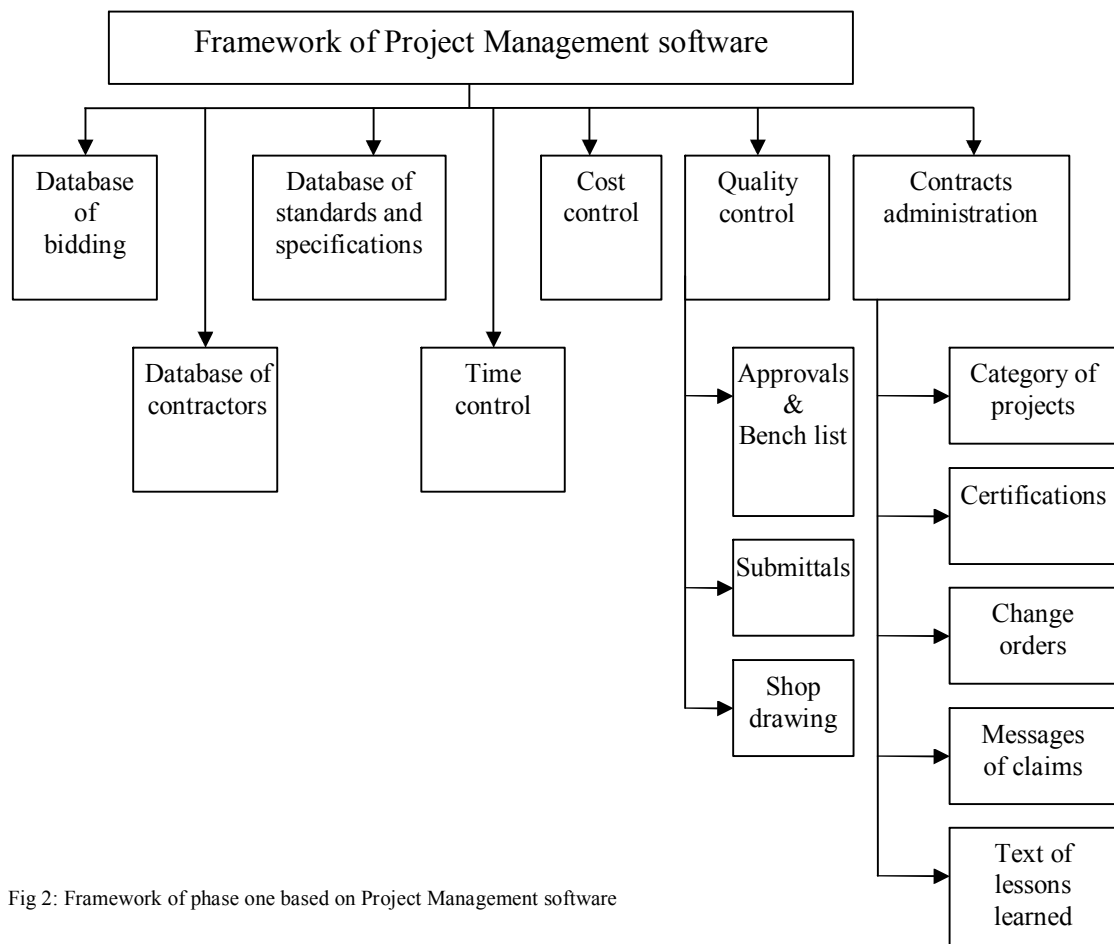 Framework of Project Management software
Database
of
bidding
Database of
standards and
specifications
Cost
control
Quality
control
Contracts
administration
Database of
contractors
Time
control
Approvals
&
Bench list
Submittals
Shop
drawing
Category of
projects
Certifications
Change
orders
Messages
of claims
Text of
lessons
learned
Fig 2: Framework of phase one based on Project Management software